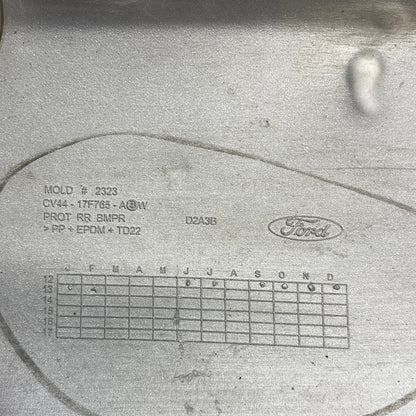 MOLD # 2323
CV44 - 17F765 - ABW
PROT RR BMPR
> PP + EPDM + TD22
D2A3B
Ford
J F M A M J J A S O N D
12
13
14
15
16
17